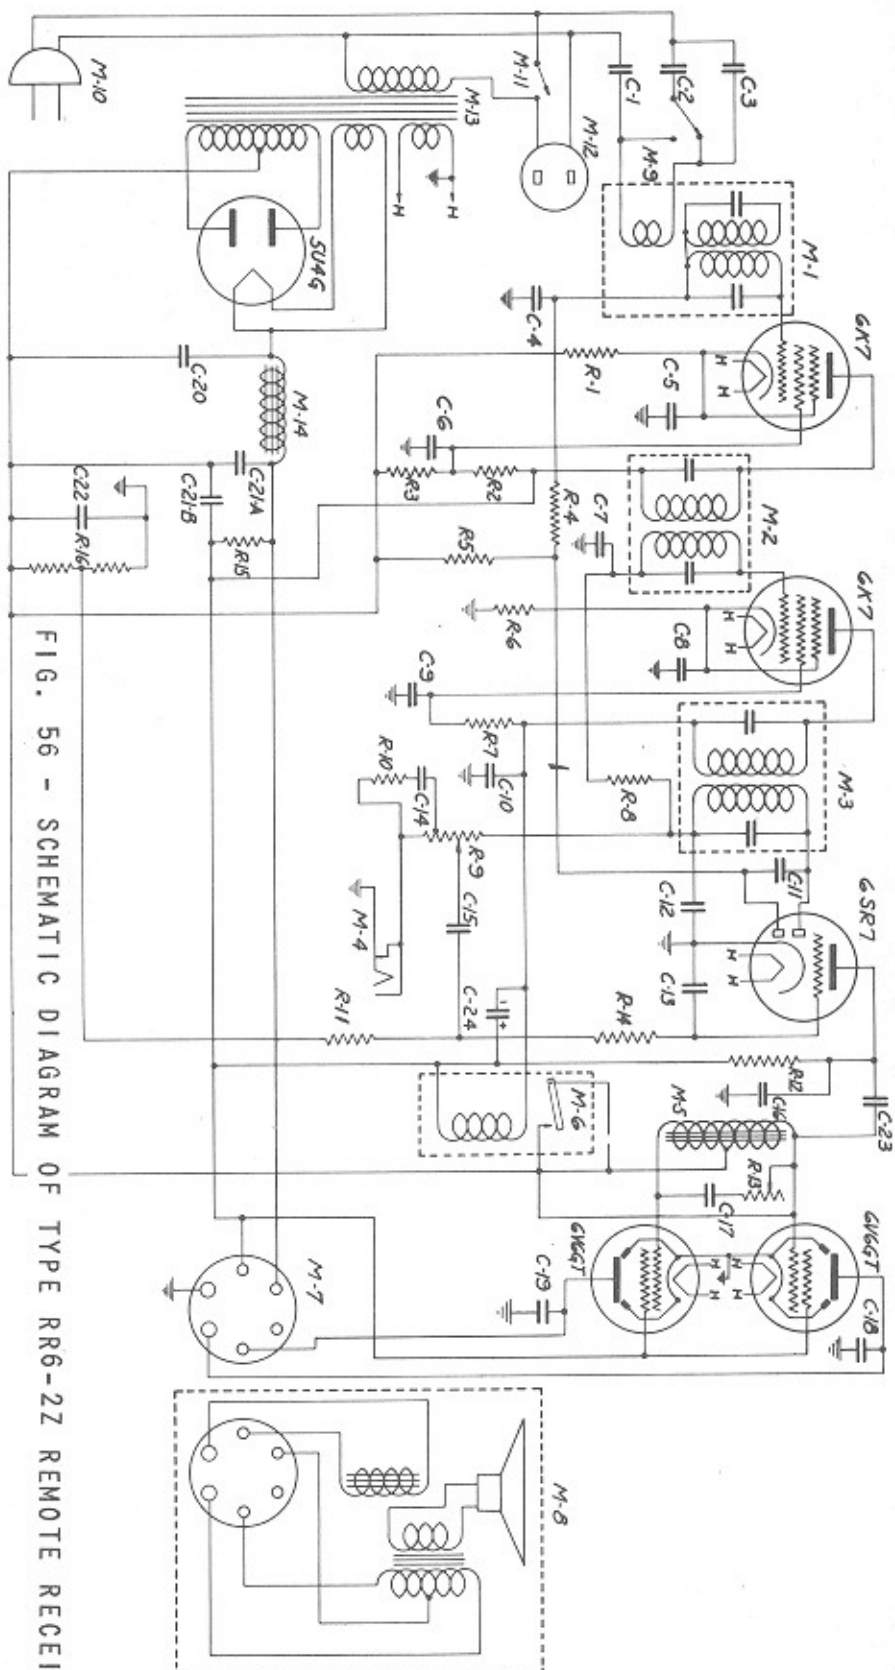 M-10
M-11
M-12
M-13
C-1
C-2
C-3
M-9
M-1
H
H
5U4G
6K7
H
H
C-4
R-1
C-5
C-6
R-3
R-2
R-4
R-5
M-2
C-7
6K7
H
H
R-6
C-8
C-9
R-7
C-10
R-8
M-3
C-11
6SR7
H
H
C-12
C-13
R-10
C-14
R-9
C-15
M-4
C-24
R-11
R-14
R-12
C-16
M-5
M-6
C-23
R-13
C-17
6V6GT
6V6GT
H
H
H
H
C-18
C-19
C-20
M-14
C-21-A
C-21-B
C-22
R-16
R-15
M-7
M-8
FIG. 56 - SCHEMATIC DIAGRAM OF TYPE RR6-2Z REMOTE RECEI